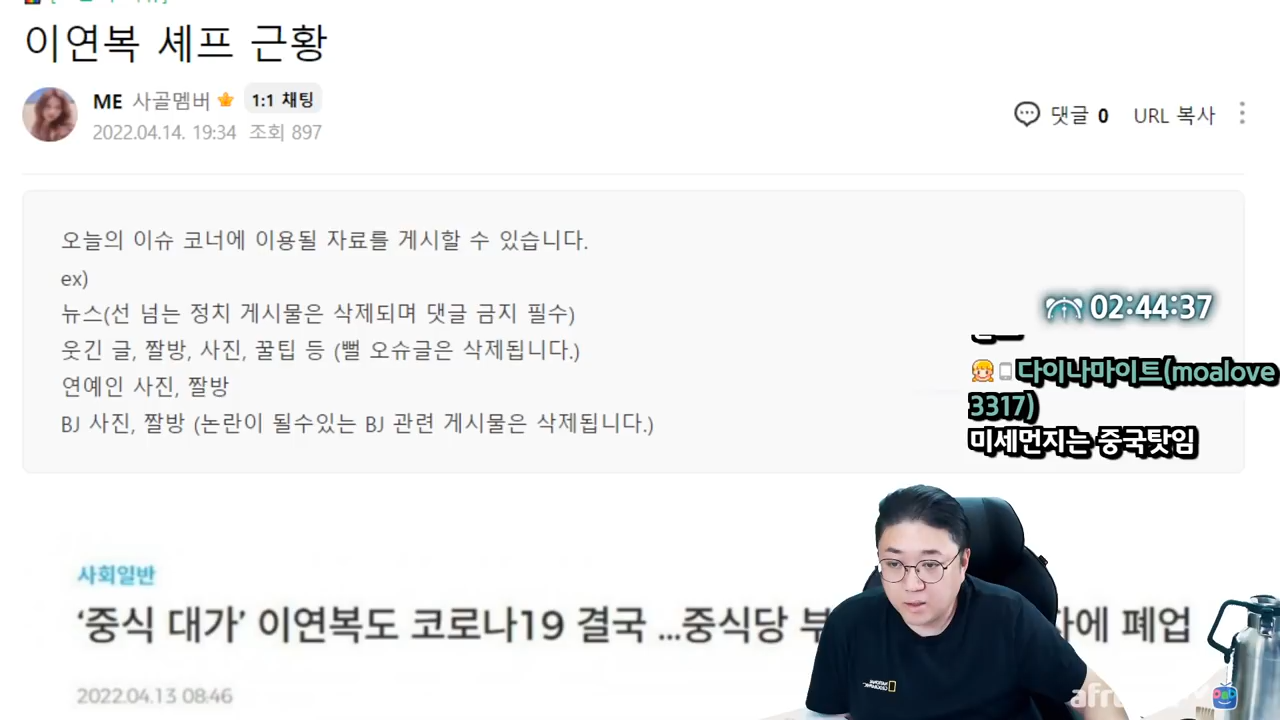 이연복 셰프 근황
ME 사골멤버 1:1 채팅
2022.04.14. 19:34 조회 897
댓글 0 URL 복사
오늘의 이슈 코너에 이용될 자료를 게시할 수 있습니다.
ex)
뉴스(선 넘는 정치 게시물은 삭제되며 댓글 금지 필수)
웃긴 글, 짤방, 사진, 꿀팁 등 (뻘 오슈글은 삭제됩니다.)
연예인 사진, 짤방
BJ 사진, 짤방 (논란이 될수있는 BJ 관련 게시물은 삭제됩니다.)
02:44:37
다이나마이트(moalove
3317)
미세먼지는 중국탓임
사회일반
‘중식 대가’ 이연복도 코로나19 결국 ...중식당 폐업
2022.04.13 08:46